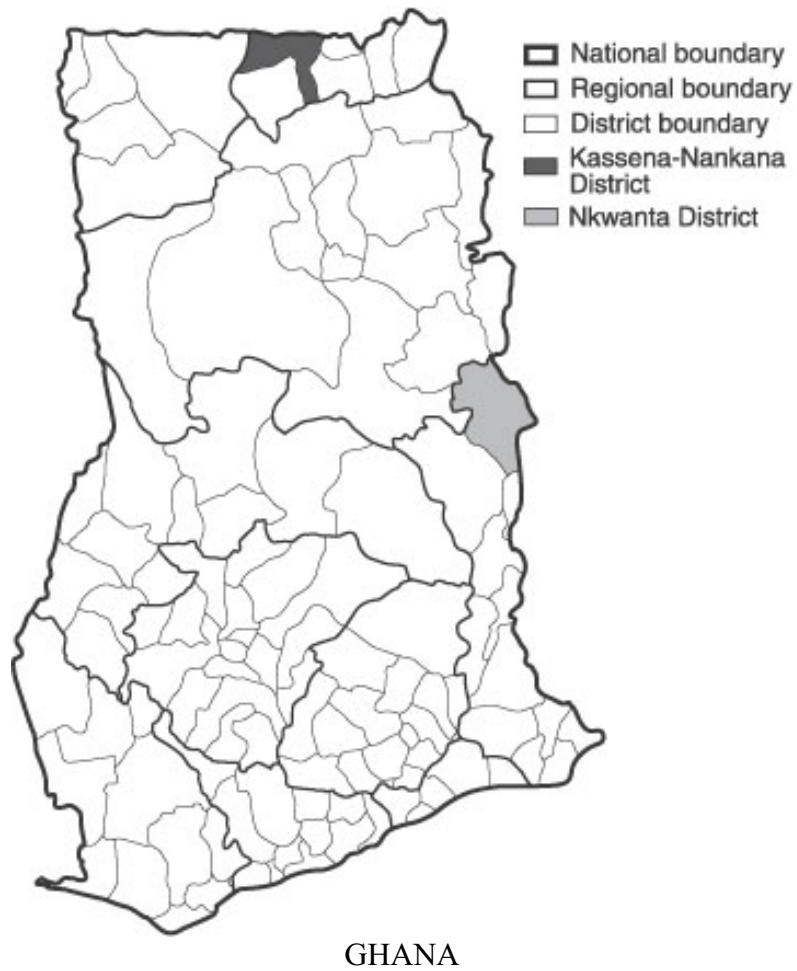 National boundary
Regional boundary
District boundary
Kassena-Nankana
District
Nkwanta District
GHANA